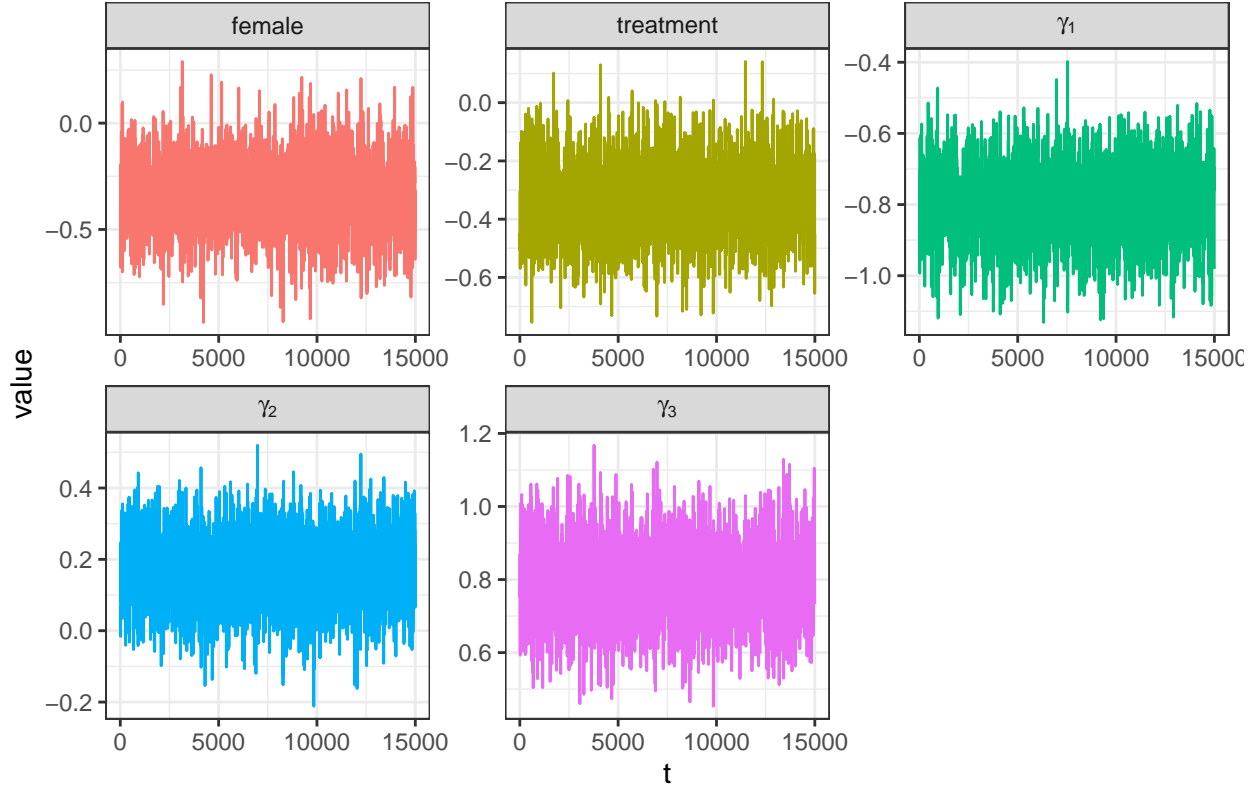 female treatment γ₁
0.0 −0.5
0.0 −0.2 −0.4 −0.6
−0.4 −0.6 −0.8 −1.0
0 5000 10000 15000 0 5000 10000 15000 0 5000 10000 15000
value
γ₂ γ₃
0.4 0.2 0.0 −0.2
1.2 1.0 0.8 0.6
0 5000 10000 15000 0 5000 10000 15000
t